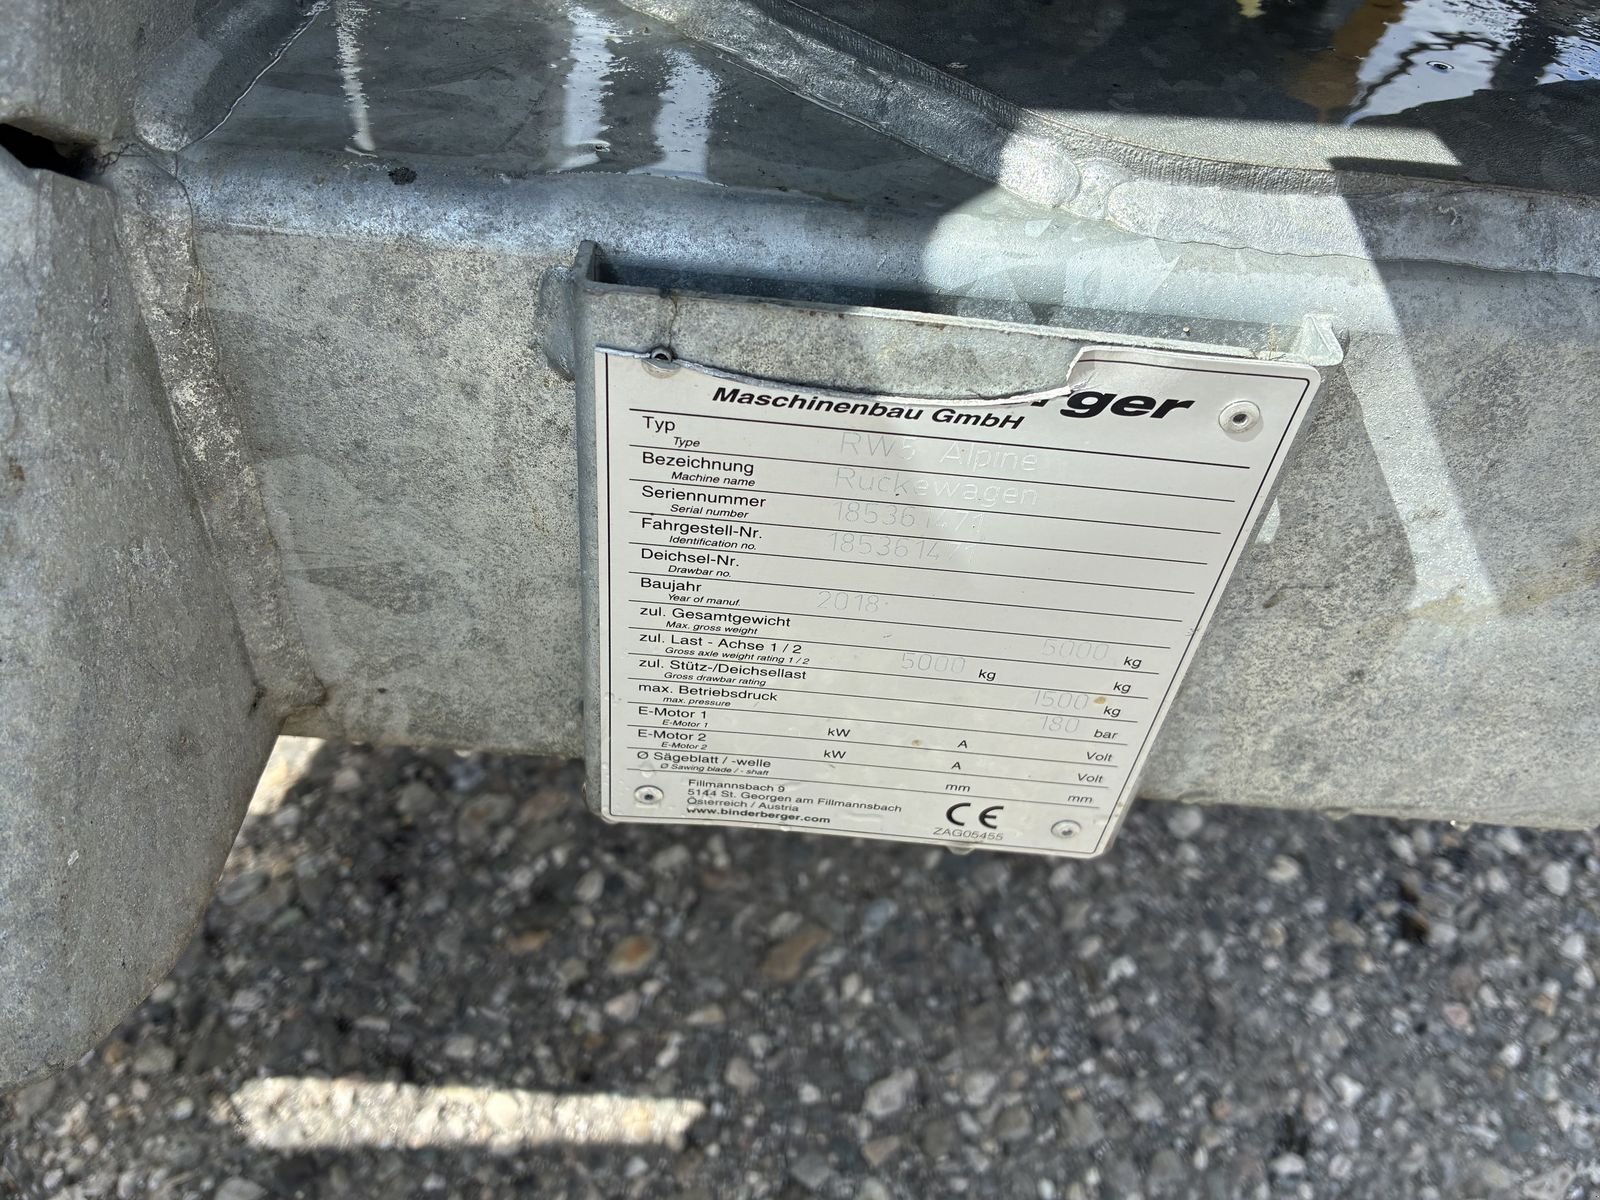 rger
Maschinenbau GmbH
Typ RW5 Alpine
Type
Bezeichnung Rückewagen
Machine name
Seriennummer 185361471
Serial number
Fahrgestell-Nr. 185361471
Identification no.
Deichsel-Nr.
Drawbar no.
Baujahr 2018
Year of manuf.
zul. Gesamtgewicht 5000 kg
Max. gross weight
zul. Last - Achse 1 / 2 5000 kg kg
Gross axle weight rating 1 / 2
zul. Stütz-/Deichsellast 1500 kg
Gross drawbar rating
max. Betriebsdruck 180 bar
max. pressure
E-Motor 1 kW A Volt
E-Motor 1
E-Motor 2 kW A Volt
E-Motor 2
Ø Sägeblatt / -welle mm mm
Ø Sawing blade / - shaft
Fillmannsbach 9
5144 St. Georgen am Fillmannsbach
Österreich / Austria
www.binderberger.com
CE
ZAG05455